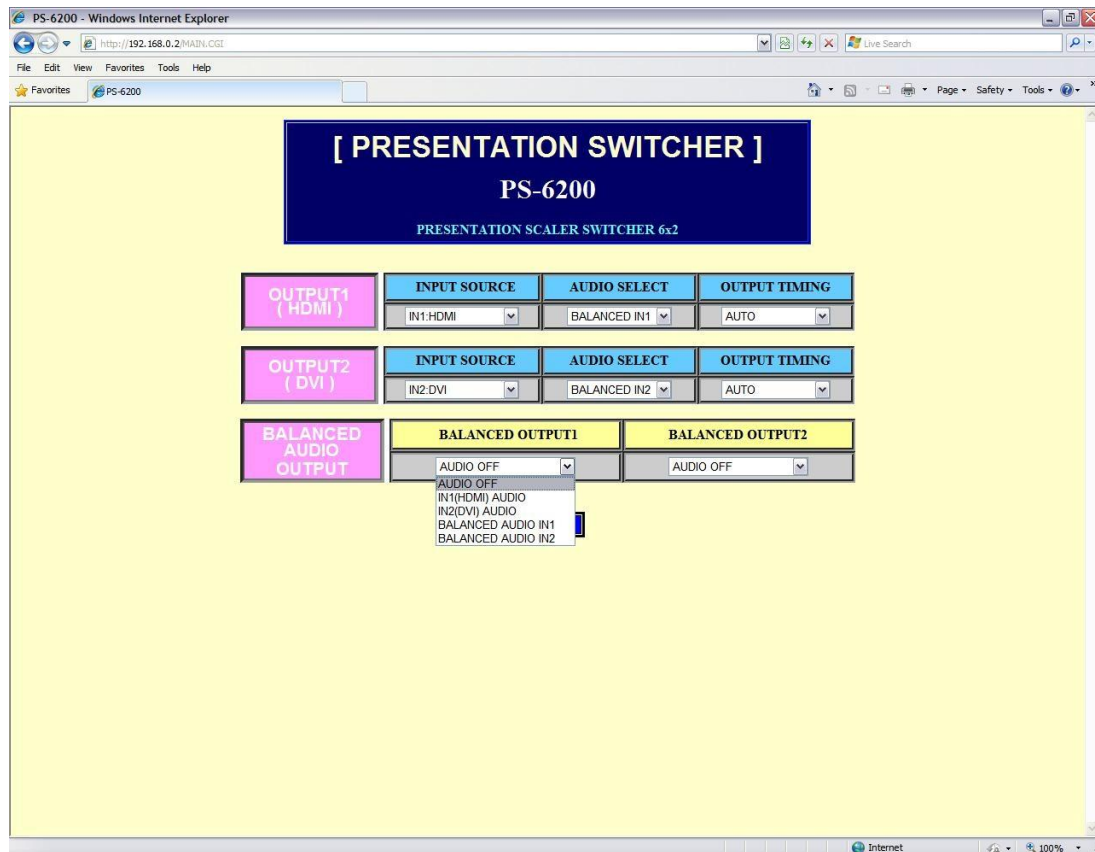 PS-6200 - Windows Internet Explorer
http://192.168.0.2/MAIN.CGI
Live Search
File Edit View Favorites Tools Help
Favorites PS-6200 Page Safety Tools
[ PRESENTATION SWITCHER ]
PS-6200
PRESENTATION SCALER SWITCHER 6x2
OUTPUT1
( HDMI )
INPUT SOURCE AUDIO SELECT OUTPUT TIMING
IN1:HDMI BALANCED IN1 AUTO
OUTPUT2
( DVI )
INPUT SOURCE AUDIO SELECT OUTPUT TIMING
IN2:DVI BALANCED IN2 AUTO
BALANCED
AUDIO
OUTPUT
BALANCED OUTPUT1 BALANCED OUTPUT2
AUDIO OFF AUDIO OFF
AUDIO OFF
IN1(HDMI) AUDIO
IN2(DVI) AUDIO
BALANCED AUDIO IN1
BALANCED AUDIO IN2
Internet 100%